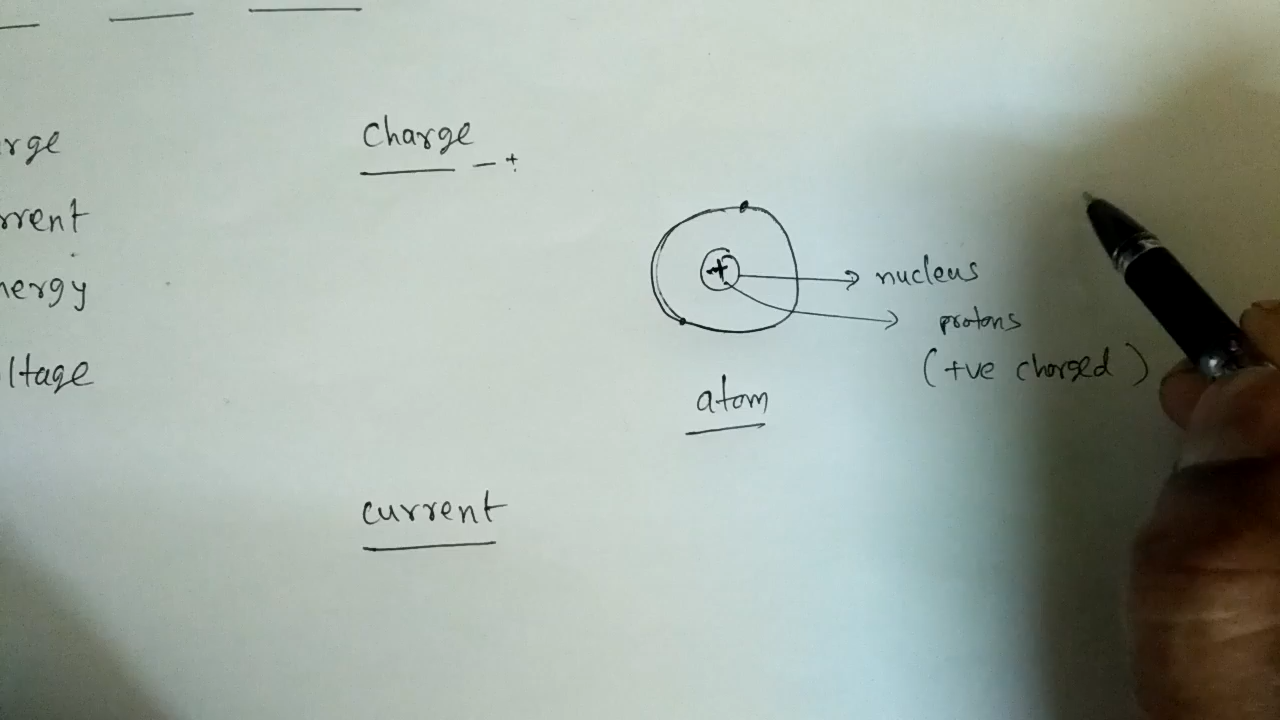 rge
rrent
nergy
ltage
Charge
- +
+
nucleus
protons
(+ve charged)
atom
current